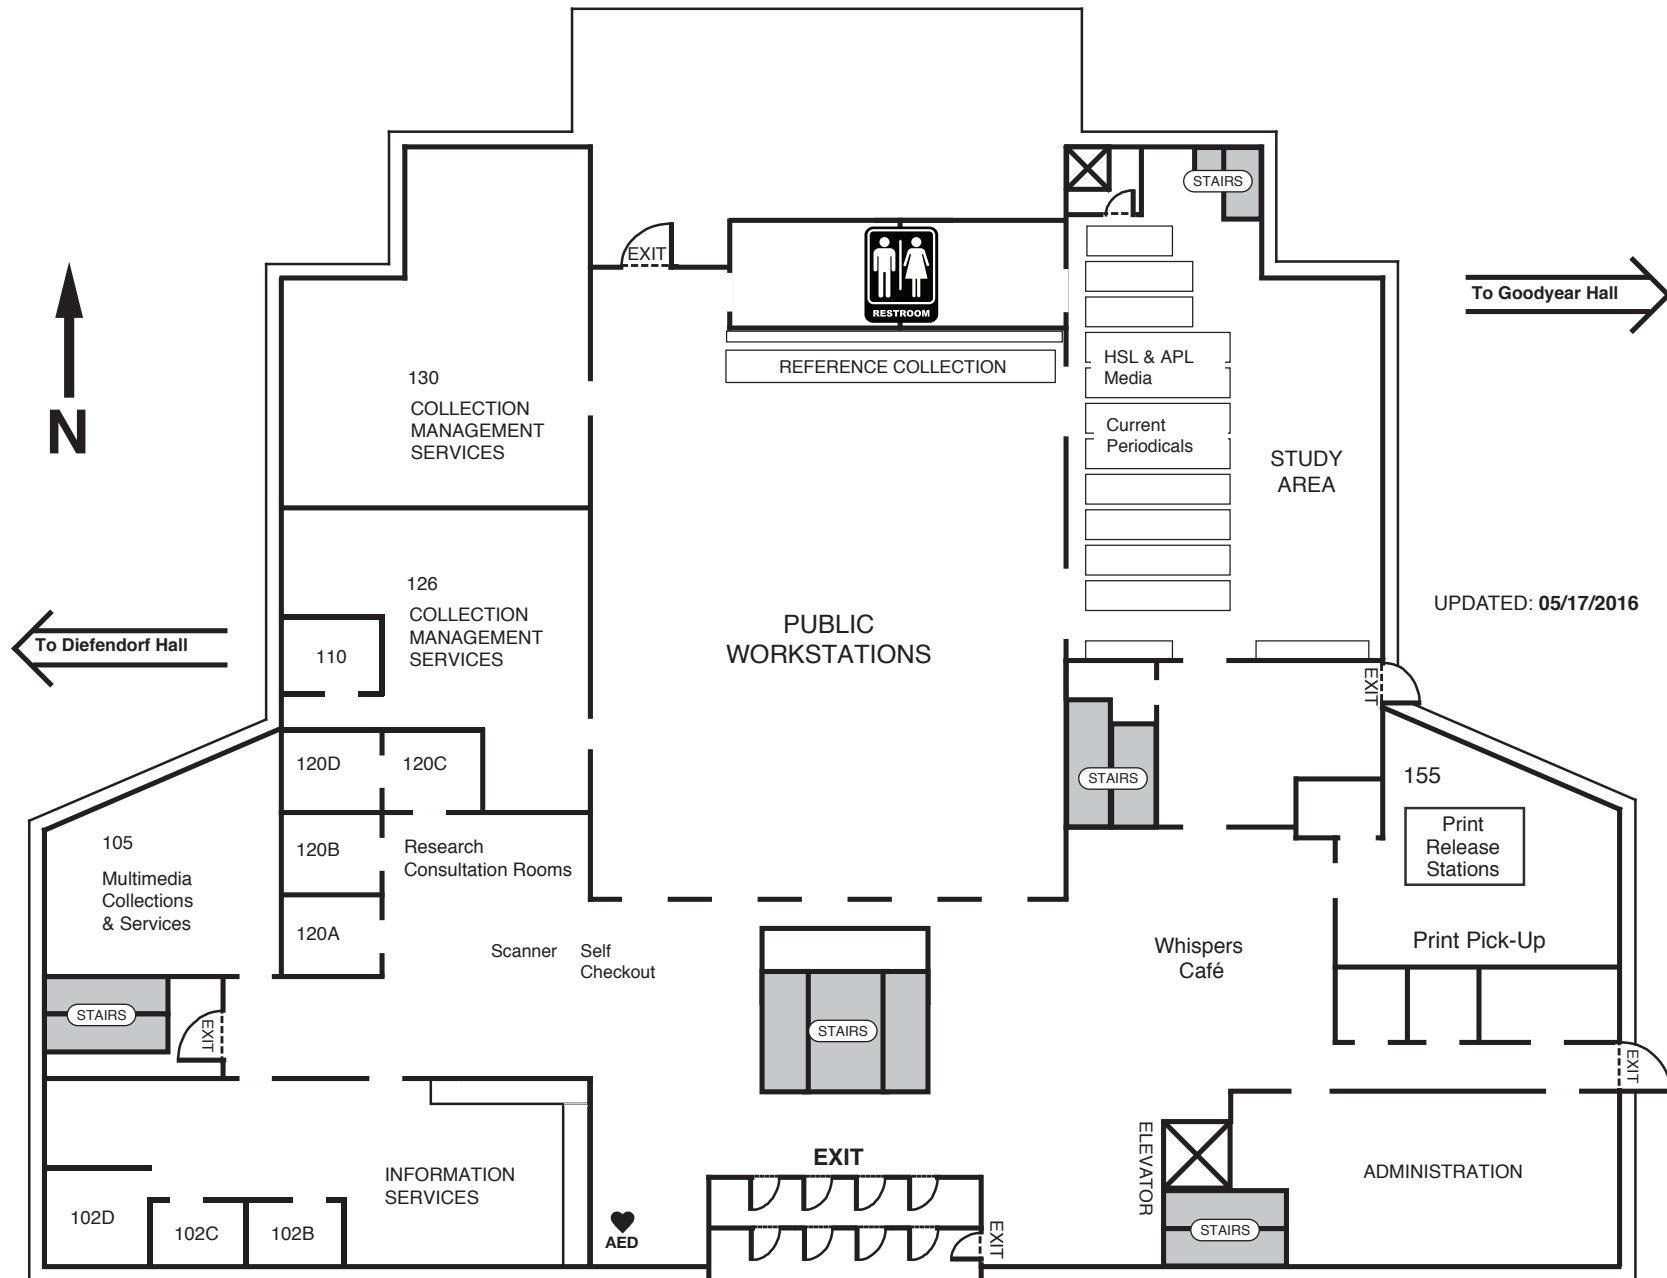 STAIRS
EXIT
RESTROOM
To Goodyear Hall
N
REFERENCE COLLECTION
HSL & APL
Media
130
COLLECTION
MANAGEMENT
SERVICES
Current
Periodicals
STUDY
AREA
126
COLLECTION
MANAGEMENT
SERVICES
UPDATED: 05/17/2016
PUBLIC
WORKSTATIONS
To Diefendorf Hall
110
EXIT
120D
120C
STAIRS
155
105
Multimedia
Collections
& Services
120B
Research
Consultation Rooms
Print
Release
Stations
120A
Scanner
Self
Checkout
Whispers
Café
Print Pick-Up
STAIRS
EXIT
STAIRS
EXIT
ELEVATOR
EXIT
INFORMATION
SERVICES
ADMINISTRATION
102D
102C
102B
AED
EXIT
STAIRS